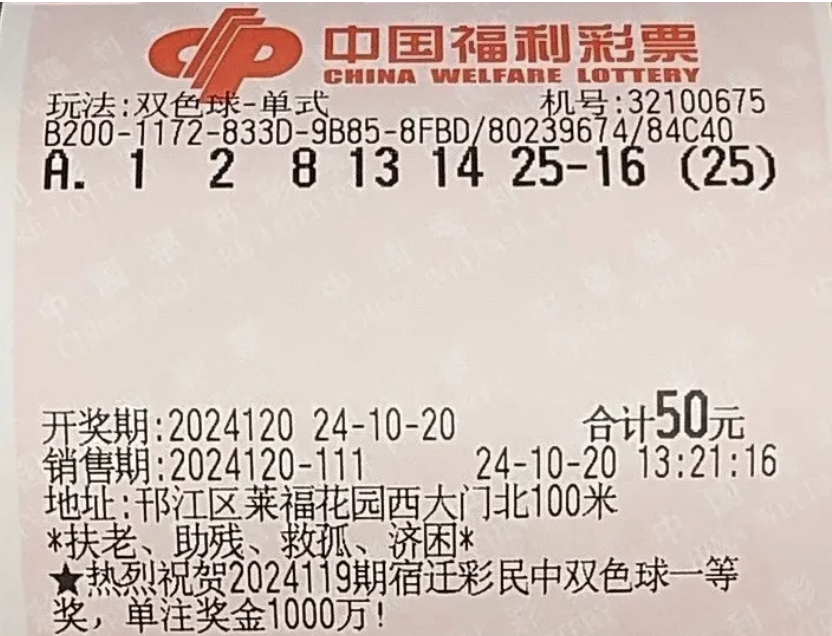 中国福利彩票
CHINA WELFARE LOTTERY
玩法:双色球-单式 机号:32100675
B200-1172-833D-9B85-8FBD/80239674/84C40
A. 1 2 8 13 14 25-16 (25)
开奖期:2024120 24-10-20 合计50元
销售期:2024120-111 24-10-20 13:21:16
地址:邗江区莱福花园西大门北100米
*扶老、助残、救孤、济困*
★热烈祝贺2024119期宿迁彩民中双色球一等
奖，单注奖金1000万!